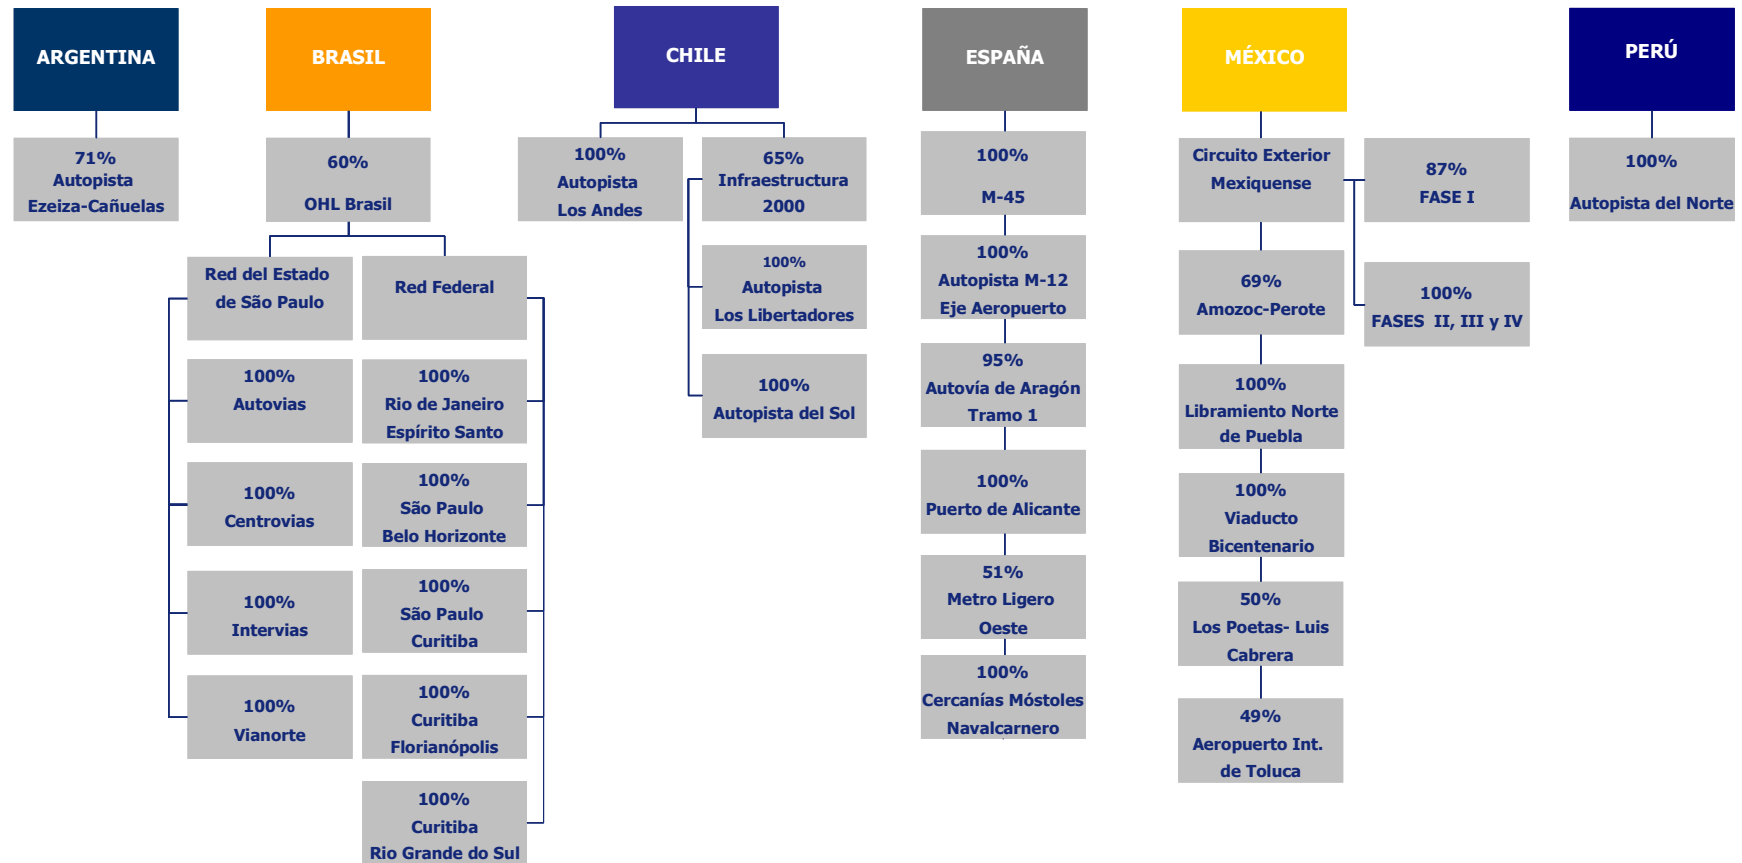 ARGENTINA
71%
Autopista
Ezeiza-Cañuelas
BRASIL
60%
OHL Brasil
Red del Estado
de São Paulo
100%
Autovias
100%
Centrovias
100%
Intervias
100%
Vianorte
Red Federal
100%
Rio de Janeiro
Espírito Santo
100%
São Paulo
Belo Horizonte
100%
São Paulo
Curitiba
100%
Curitiba
Florianópolis
100%
Curitiba
Rio Grande do Sul
CHILE
100%
Autopista
Los Andes
65%
Infraestructura
2000
100%
Autopista
Los Libertadores
100%
Autopista del Sol
ESPAÑA
100%
M-45
100%
Autopista M-12
Eje Aeropuerto
95%
Autovía de Aragón
Tramo 1
100%
Puerto de Alicante
51%
Metro Ligero
Oeste
100%
Cercanías Móstoles
Navalcarnero
MÉXICO
Circuito Exterior
Mexiquense
87%
FASE I
100%
FASES II, III y IV
69%
Amozoc-Perote
100%
Libramiento Norte
de Puebla
100%
Viaducto
Bicentenario
50%
Los Poetas- Luis
Cabrera
49%
Aeropuerto Int.
de Toluca
PERÚ
100%
Autopista del Norte